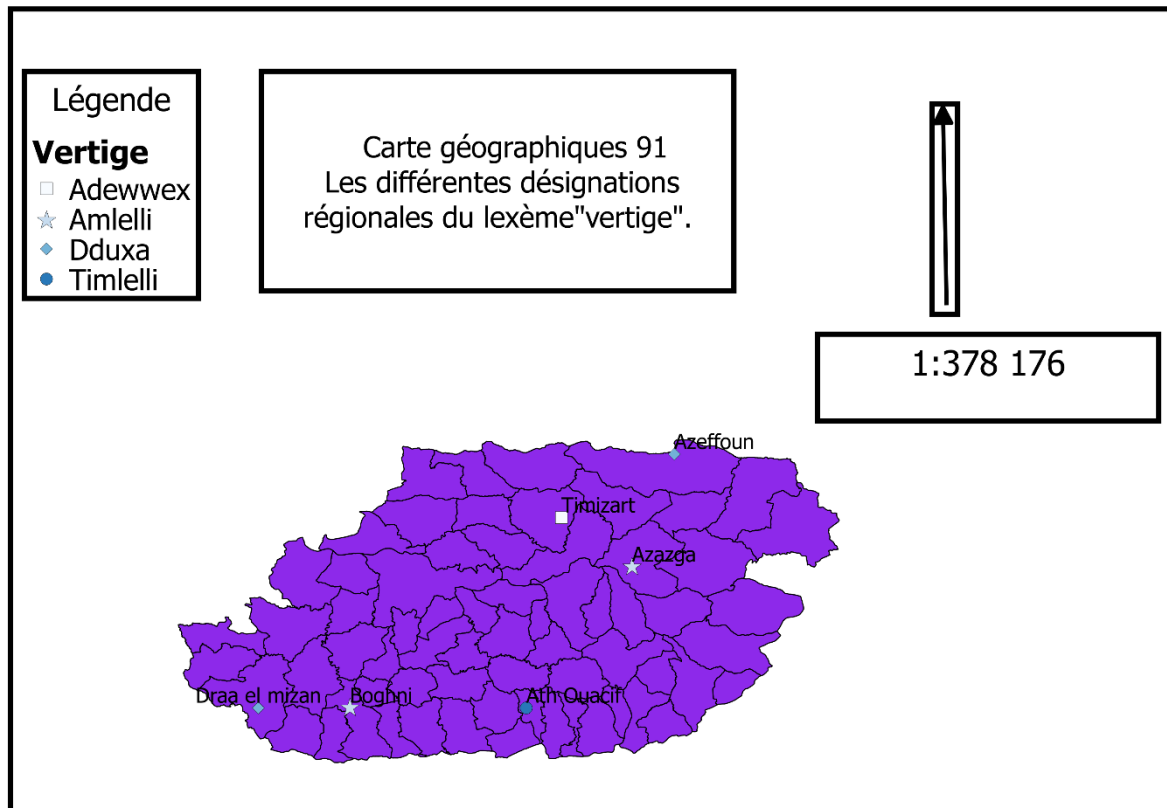 Légende
Vertige
Adewwex
Amlelli
Dduxa
Timlelli
Carte géographiques 91
Les différentes désignations
régionales du lexème"vertige".
1:378 176
Azeffoun
Timizart
Azazga
Draa el mizan
Boghni
Ath Ouacif